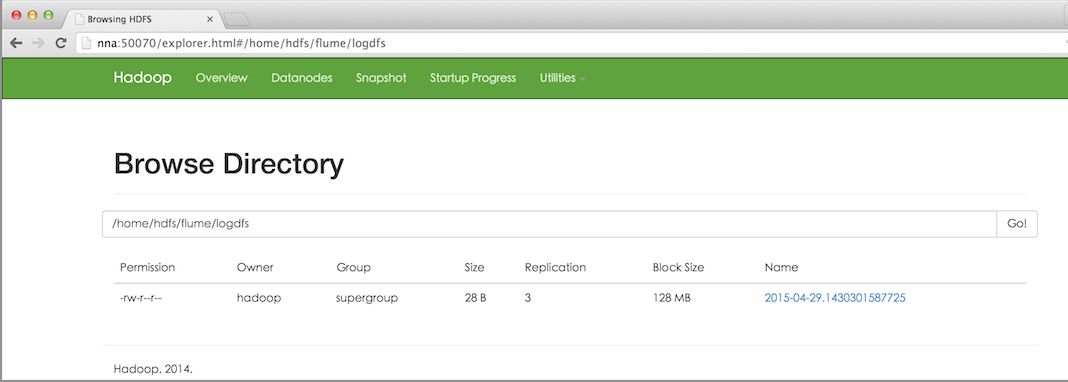 Browsing HDFS
nna:50070/explorer.html#/home/hdfs/flume/logdfs
Hadoop Overview Datanodes Snapshot Startup Progress Utilities
Browse Directory
/home/hdfs/flume/logdfs Go!
Permission Owner Group Size Replication Block Size Name
-rw-r--r-- hadoop supergroup 28 B 3 128 MB 2015-04-29.1430301587725
Hadoop, 2014.